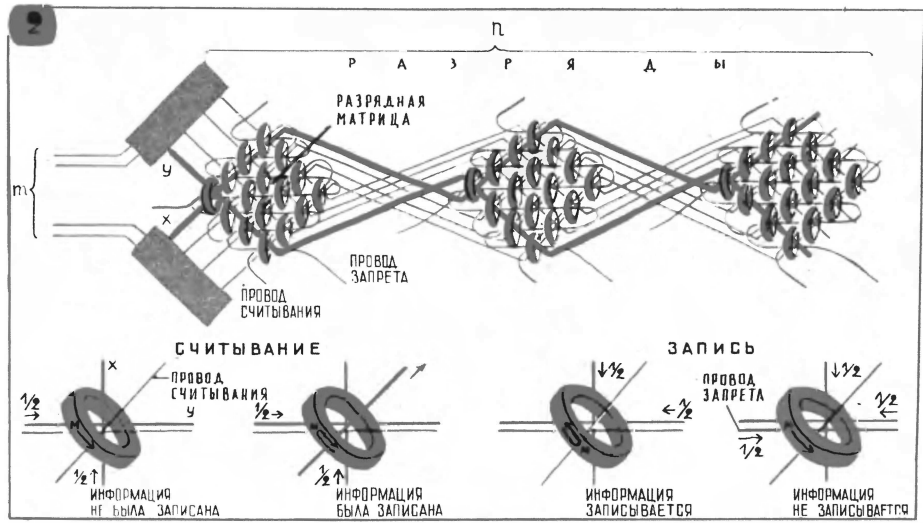 2
n
Р А З Р Я Д Ы
РАЗРЯДНАЯ
МАТРИЦА
m
У
Х
ПРОВОД
ЗАПРЕТА
ПРОВОД
СЧИТЫВАНИЯ
СЧИТЫВАНИЕ
ЗАПИСЬ
Х
ПРОВОД
СЧИТЫВАНИЯ
У
1/2
1/2
ИНФОРМАЦИЯ
НЕ БЫЛА ЗАПИСАНА
1/2
1/2
ИНФОРМАЦИЯ
БЫЛА ЗАПИСАНА
1/2
1/2
ИНФОРМАЦИЯ
ЗАПИСЫВАЕТСЯ
ПРОВОД
ЗАПРЕТА
1/2
1/2
1/2
ИНФОРМАЦИЯ
НЕ ЗАПИСЫВАЕТСЯ